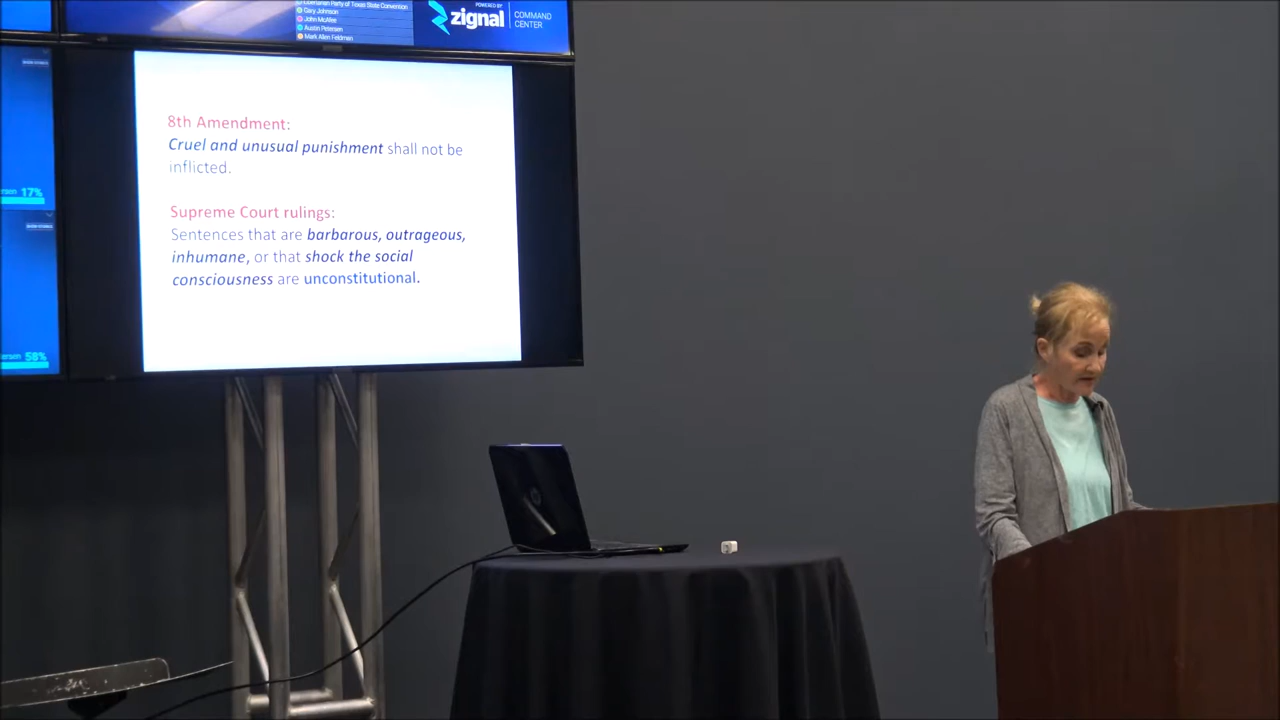 Libertarian Party of Texas State Convention
Gary Johnson
John McAfee
Austin Petersen
Mark Allen Feldman
POWERED BY
zignal
COMMAND
CENTER
8th Amendment:
Cruel and unusual punishment shall not be
inflicted.
Supreme Court rulings:
Sentences that are barbarous, outrageous,
inhumane, or that shock the social
consciousness are unconstitutional.
17%
58%